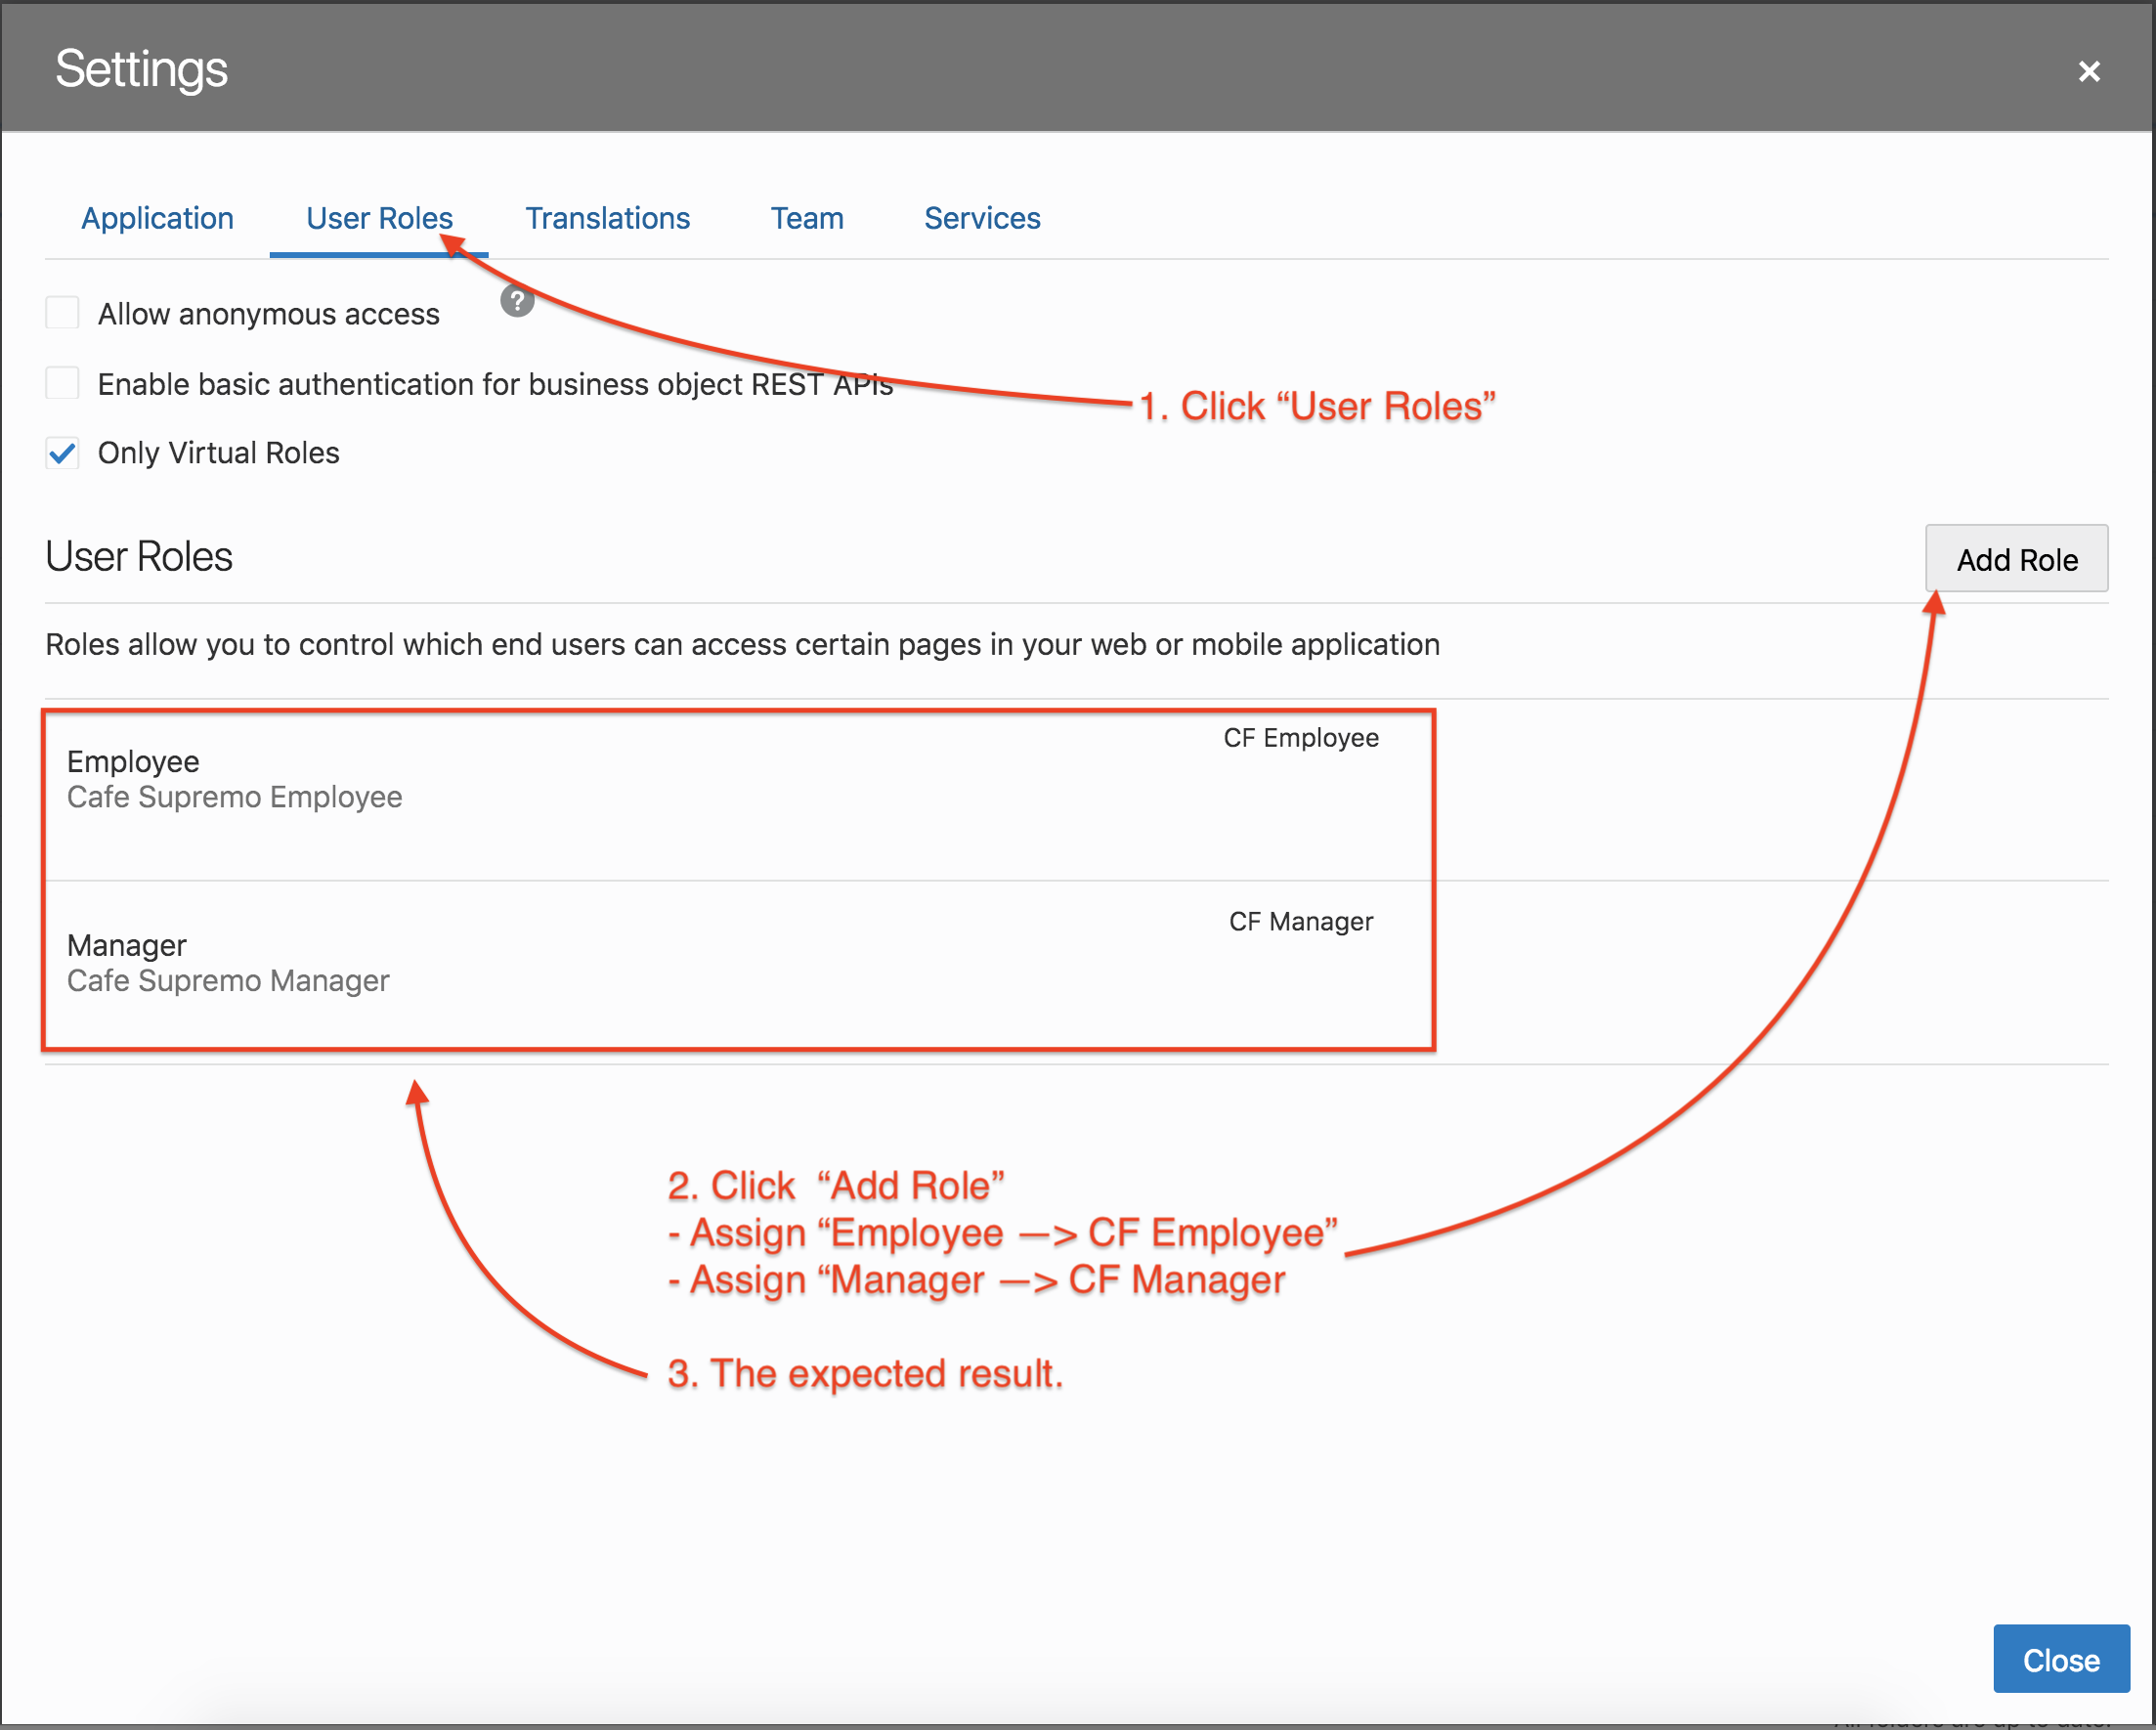 Settings
Application User Roles Translations Team Services
Allow anonymous access ?
Enable basic authentication for business object REST APIs
1. Click “User Roles”
Only Virtual Roles
User Roles
Add Role
Roles allow you to control which end users can access certain pages in your web or mobile application
CF Employee
Employee
Cafe Supremo Employee
CF Manager
Manager
Cafe Supremo Manager
2. Click “Add Role”
- Assign “Employee —> CF Employee”
- Assign “Manager —> CF Manager
3. The expected result.
Close